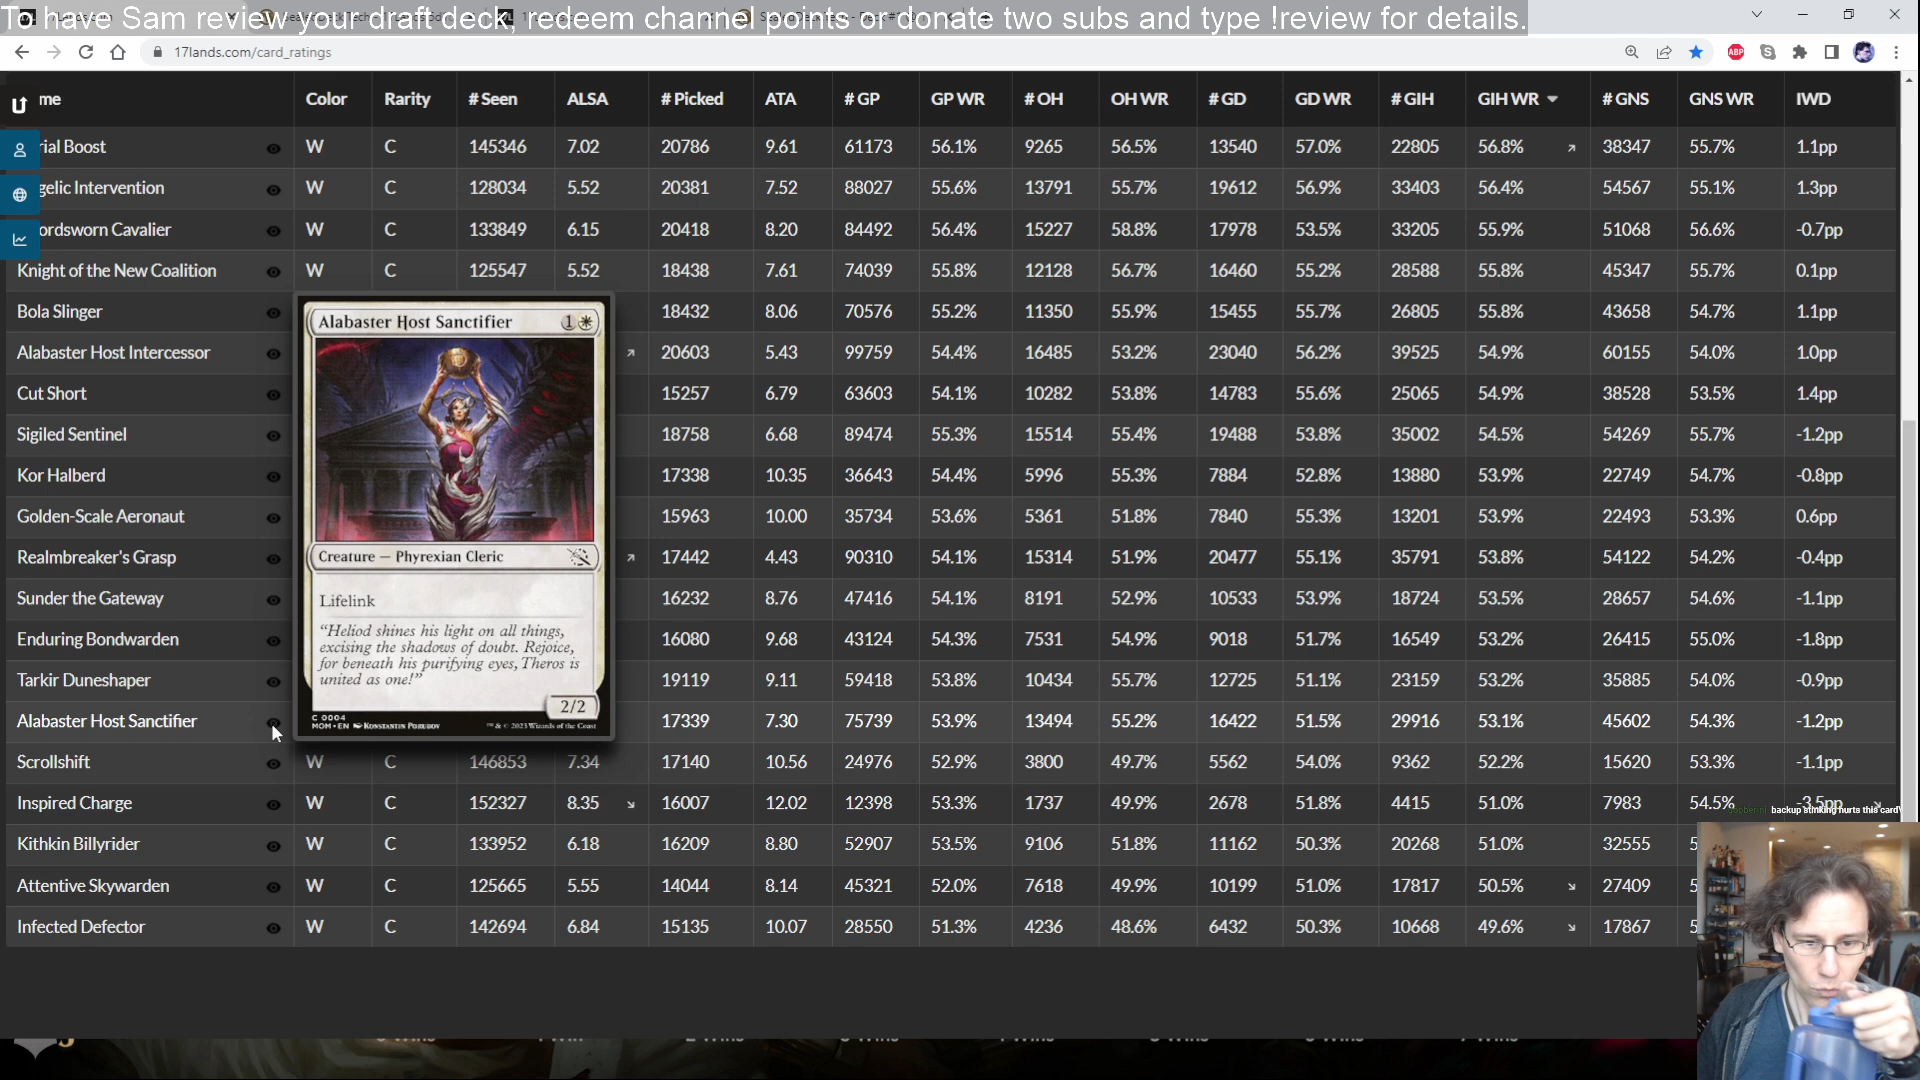 To have Sam review your draft deck, redeem channel points or donate two subs and type !review for details.
17lands.com/card_ratings
me Color Rarity # Seen ALSA # Picked ATA # GP GP WR # OH OH WR # GD GD WR # GIH GIH WR # GNS GNS WR IWD
rial Boost W C 145346 7.02 20786 9.61 61173 56.1% 9265 56.5% 13540 57.0% 22805 56.8% 38347 55.7% 1.1pp
gelic Intervention W C 128034 5.52 20381 7.52 88027 55.6% 13791 55.7% 19612 56.9% 33403 56.4% 54567 55.1% 1.3pp
ordsworn Cavalier W C 133849 6.15 20418 8.20 84492 56.4% 15227 58.8% 17978 53.5% 33205 55.9% 51068 56.6% -0.7pp
Knight of the New Coalition W C 125547 5.52 18438 7.61 74039 55.8% 12128 56.7% 16460 55.2% 28588 55.8% 45347 55.7% 0.1pp
Bola Slinger 18432 8.06 70576 55.2% 11350 55.9% 15455 55.7% 26805 55.8% 43658 54.7% 1.1pp
Alabaster Host Intercessor 20603 5.43 99759 54.4% 16485 53.2% 23040 56.2% 39525 54.9% 60155 54.0% 1.0pp
Cut Short 15257 6.79 63603 54.1% 10282 53.8% 14783 55.6% 25065 54.9% 38528 53.5% 1.4pp
Sigiled Sentinel 18758 6.68 89474 55.3% 15514 55.4% 19488 53.8% 35002 54.5% 54269 55.7% -1.2pp
Kor Halberd 17338 10.35 36643 54.4% 5996 55.3% 7884 52.8% 13880 53.9% 22749 54.7% -0.8pp
Golden-Scale Aeronaut 15963 10.00 35734 53.6% 5361 51.8% 7840 55.3% 13201 53.9% 22493 53.3% 0.6pp
Realmbreaker's Grasp 17442 4.43 90310 54.1% 15314 51.9% 20477 55.1% 35791 53.8% 54122 54.2% -0.4pp
Sunder the Gateway 16232 8.76 47416 54.1% 8191 52.9% 10533 53.9% 18724 53.5% 28657 54.6% -1.1pp
Enduring Bondwarden 16080 9.68 43124 54.3% 7531 54.9% 9018 51.7% 16549 53.2% 26415 55.0% -1.8pp
Tarkir Duneshaper 19119 9.11 59418 53.8% 10434 55.7% 12725 51.1% 23159 53.2% 35885 54.0% -0.9pp
Alabaster Host Sanctifier 17339 7.30 75739 53.9% 13494 55.2% 16422 51.5% 29916 53.1% 45602 54.3% -1.2pp
Scrollshift W C 146853 7.34 17140 10.56 24976 52.9% 3800 49.7% 5562 54.0% 9362 52.2% 15620 53.3% -1.1pp
Inspired Charge W C 152327 8.35 16007 12.02 12398 53.3% 1737 49.9% 2678 51.8% 4415 51.0% 7983 54.5% -3.5pp
Kithkin Billyrider W C 133952 6.18 16209 8.80 52907 53.5% 9106 51.8% 11162 50.3% 20268 51.0% 32555 5
Attentive Skywarden W C 125665 5.55 14044 8.14 45321 52.0% 7618 49.9% 10199 51.0% 17817 50.5% 27409 5
Infected Defector W C 142694 6.84 15135 10.07 28550 51.3% 4236 48.6% 6432 50.3% 10668 49.6% 17867 5
Alabaster Host Sanctifier 1
Creature — Phyrexian Cleric
Lifelink
“Heliod shines his light on all things,
excising the shadows of doubt. Rejoice,
for beneath his purifying eyes, Theros is
united as one!”
2/2
C 0004
MOM • EN Konstantin Porubov ™ & © 2023 Wizards of the Coast
backup stinking hurts this card